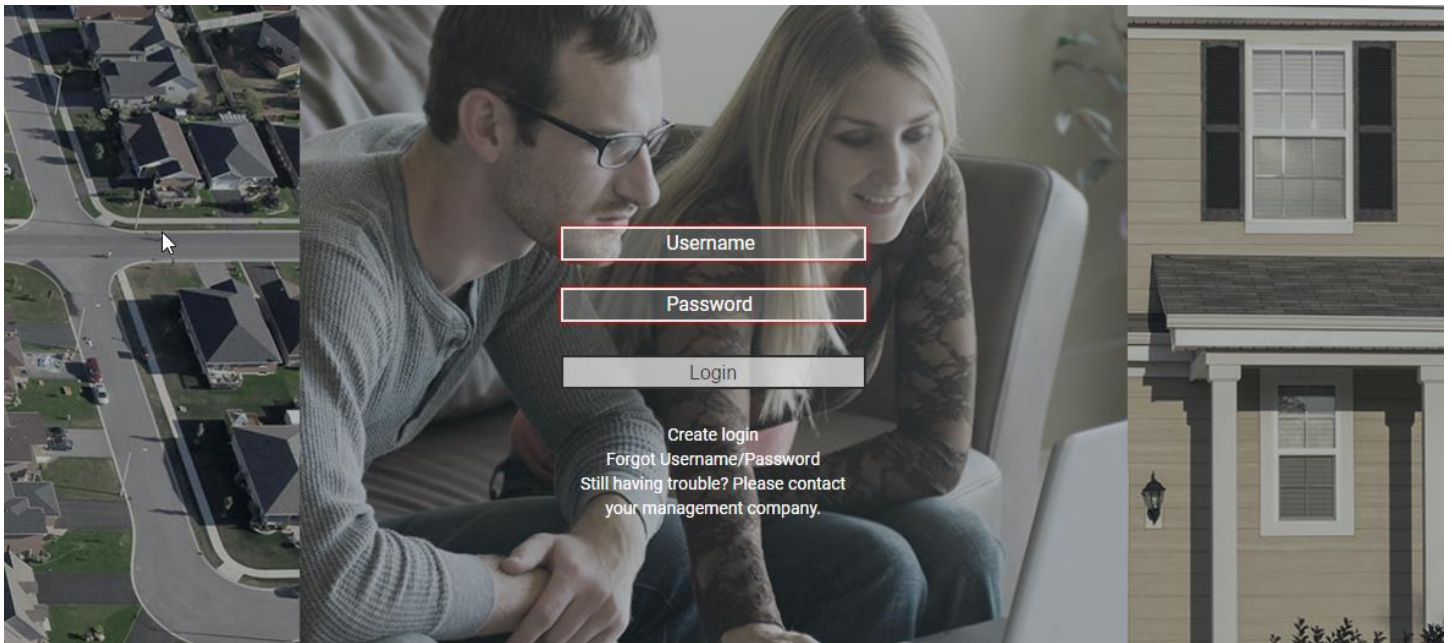 Username
Password
Login
Create login
Forgot Username/Password
Still having trouble? Please contact
your management company.